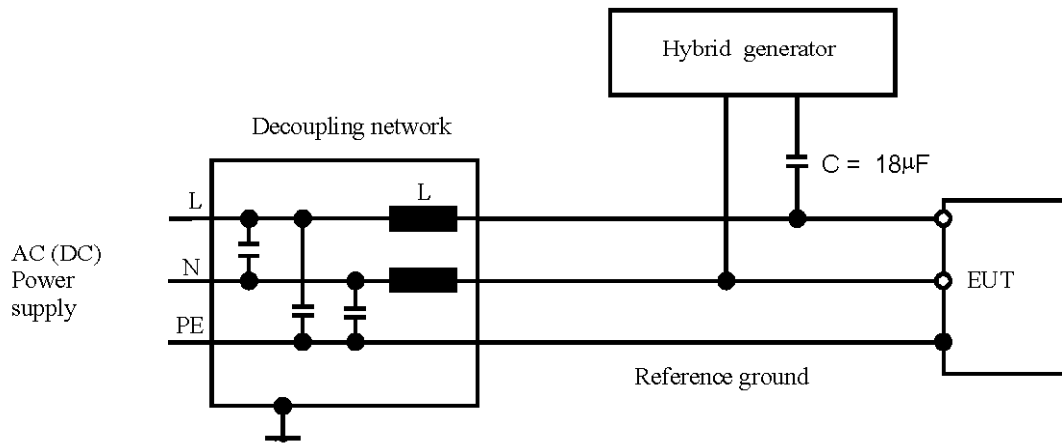 Hybrid generator
Decoupling network
C = 18µF
L
L
AC (DC)
Power
supply
N
EUT
PE
Reference ground